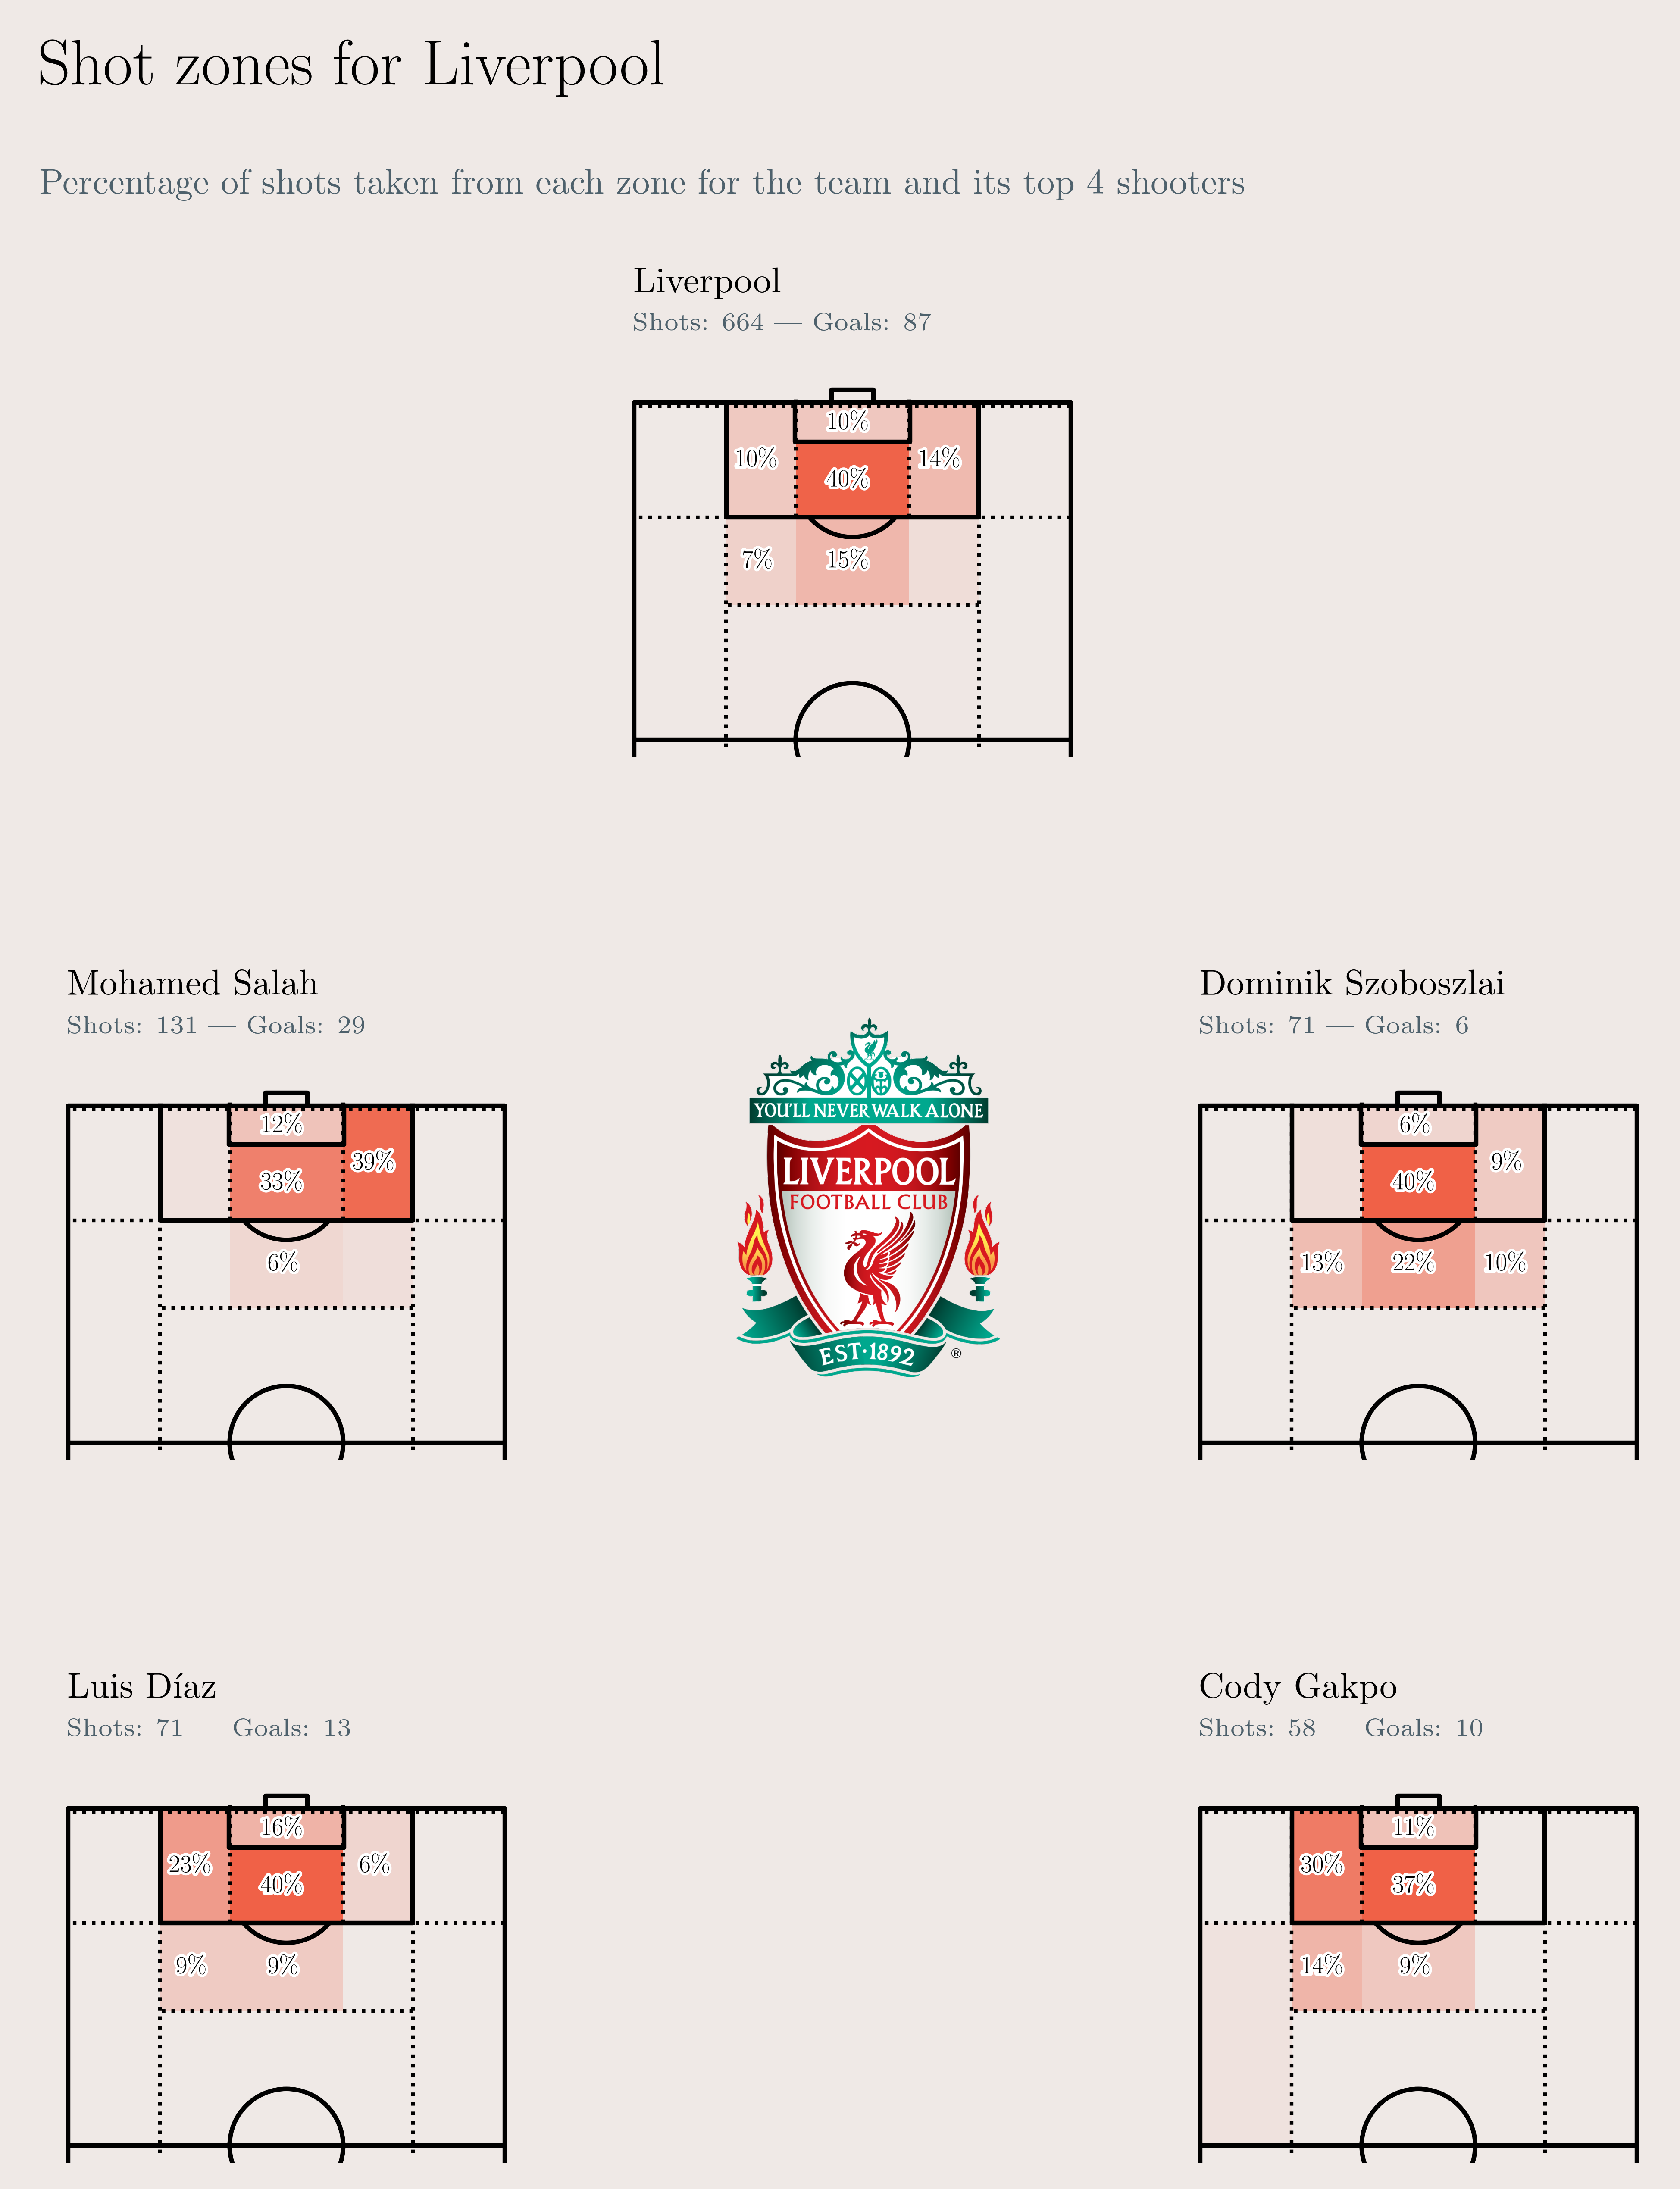 Shot zones for Liverpool
Percentage of shots taken from each zone for the team and its top 4 shooters
Liverpool
Shots: 664 — Goals: 87
10%
10%
14%
40%
7%
15%
Mohamed Salah
Shots: 131 — Goals: 29
12%
39%
33%
6%
YOU'LL NEVER WALK ALONE
LIVERPOOL
FOOTBALL CLUB
EST·1892
®
Dominik Szoboszlai
Shots: 71 — Goals: 6
6%
9%
40%
13%
22%
10%
Luis Díaz
Shots: 71 — Goals: 13
16%
23%
6%
40%
9%
9%
Cody Gakpo
Shots: 58 — Goals: 10
11%
30%
37%
14%
9%